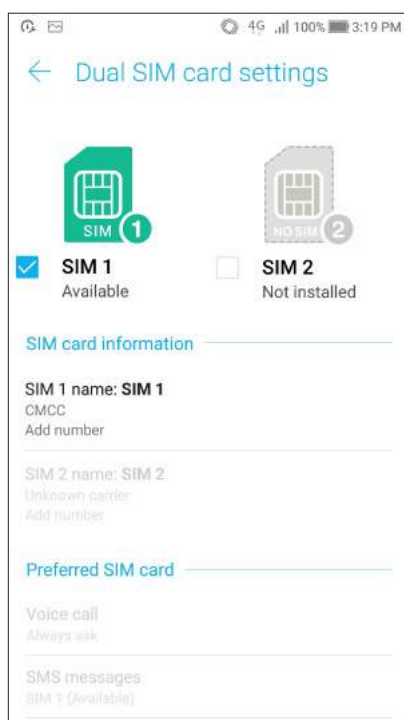 4G 100% 3:19 PM
Dual SIM card settings
SIM 1 NO SIM 2
SIM 1 SIM 2
Available Not installed
SIM card information
SIM 1 name: SIM 1
CMCC
Add number
SIM 2 name: SIM 2
Unknown carrier
Add number
Preferred SIM card
Voice call
Always ask
SMS messages
SIM 1 (Available)